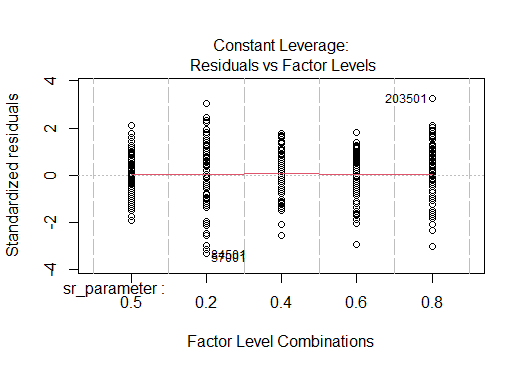 Constant Leverage:
Residuals vs Factor Levels
Standardized residuals
4
2
0
-2
-4
203501
57001
sr_parameter :
0.5 0.2 0.4 0.6 0.8
Factor Level Combinations